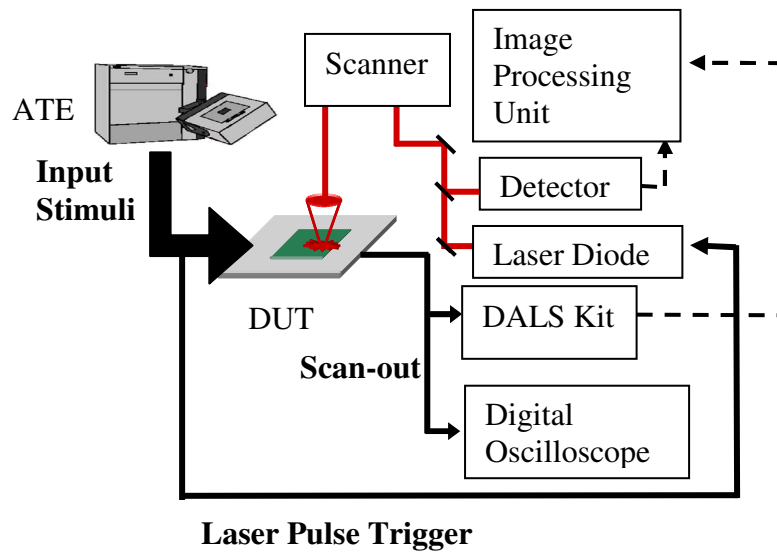 ATE
Input
Stimuli
Scanner
Image
Processing
Unit
Detector
Laser Diode
DUT
DALS Kit
Scan-out
Digital
Oscilloscope
Laser Pulse Trigger